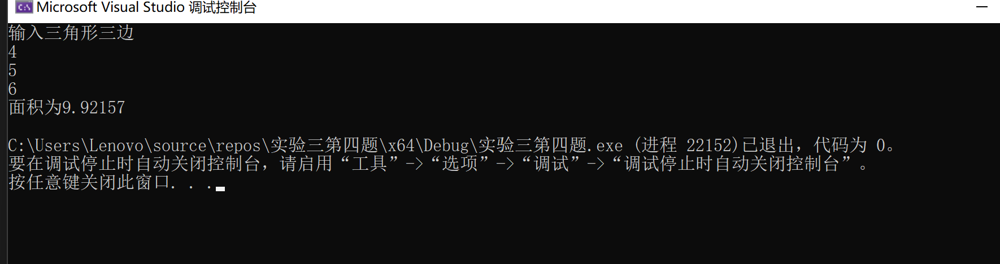 Microsoft Visual Studio 调试控制台
输入三角形三边
4
5
6
面积为9.92157
C:\Users\Lenovo\source\repos\实验三第四题\x64\Debug\实验三第四题.exe (进程 22152)已退出，代码为 0。
要在调试停止时自动关闭控制台，请启用“工具”->“选项”->“调试”->“调试停止时自动关闭控制台”。
按任意键关闭此窗口. . .